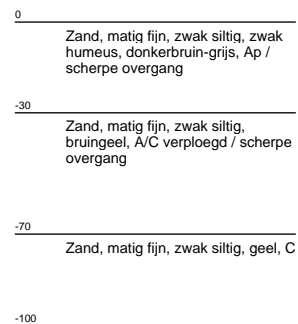 0
Zand, matig fijn, zwak siltig, zwak
humeus, donkerbruin-grijs, Ap /
scherpe overgang
-30
Zand, matig fijn, zwak siltig,
bruingeel, A/C verploegd / scherpe
overgang
-70
Zand, matig fijn, zwak siltig, geel, C
-100